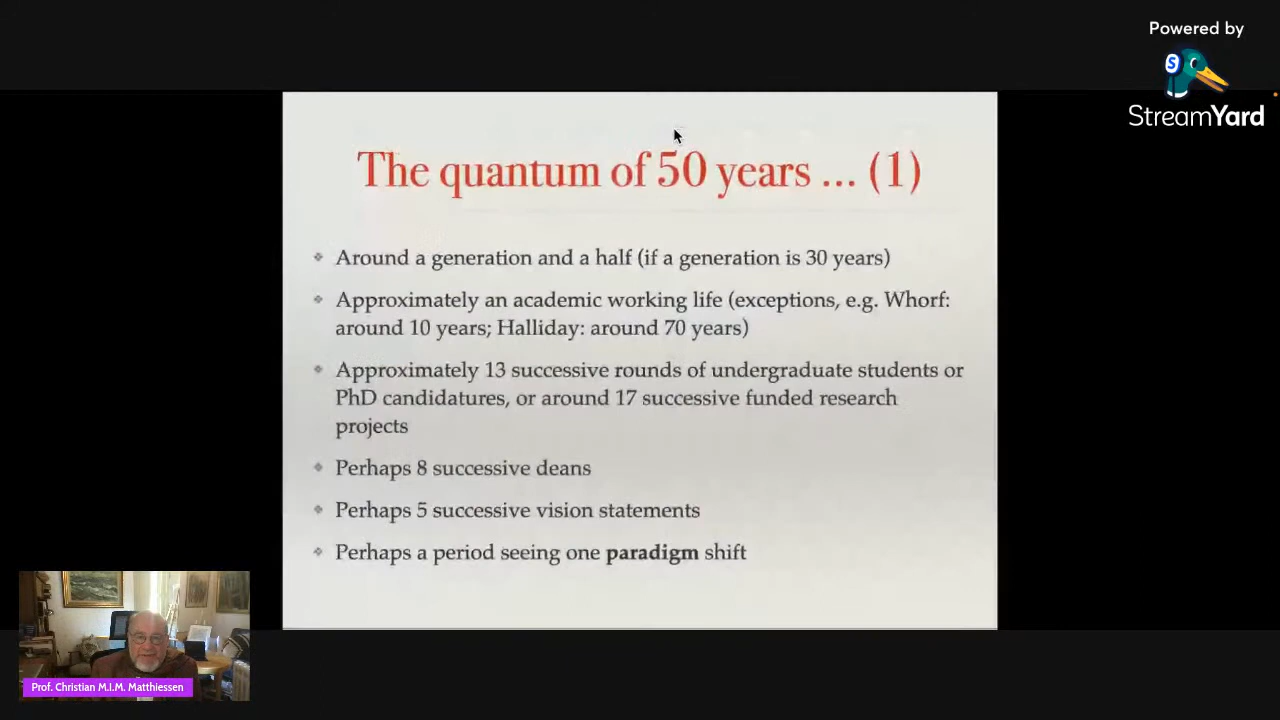 Powered by
StreamYard
The quantum of 50 years ... (1)
Around a generation and a half (if a generation is 30 years)
Approximately an academic working life (exceptions, e.g. Whorf:
around 10 years; Halliday: around 70 years)
Approximately 13 successive rounds of undergraduate students or
PhD candidatures, or around 17 successive funded research
projects
Perhaps 8 successive deans
Perhaps 5 successive vision statements
Perhaps a period seeing one paradigm shift
Prof. Christian M.I.M. Matthiessen